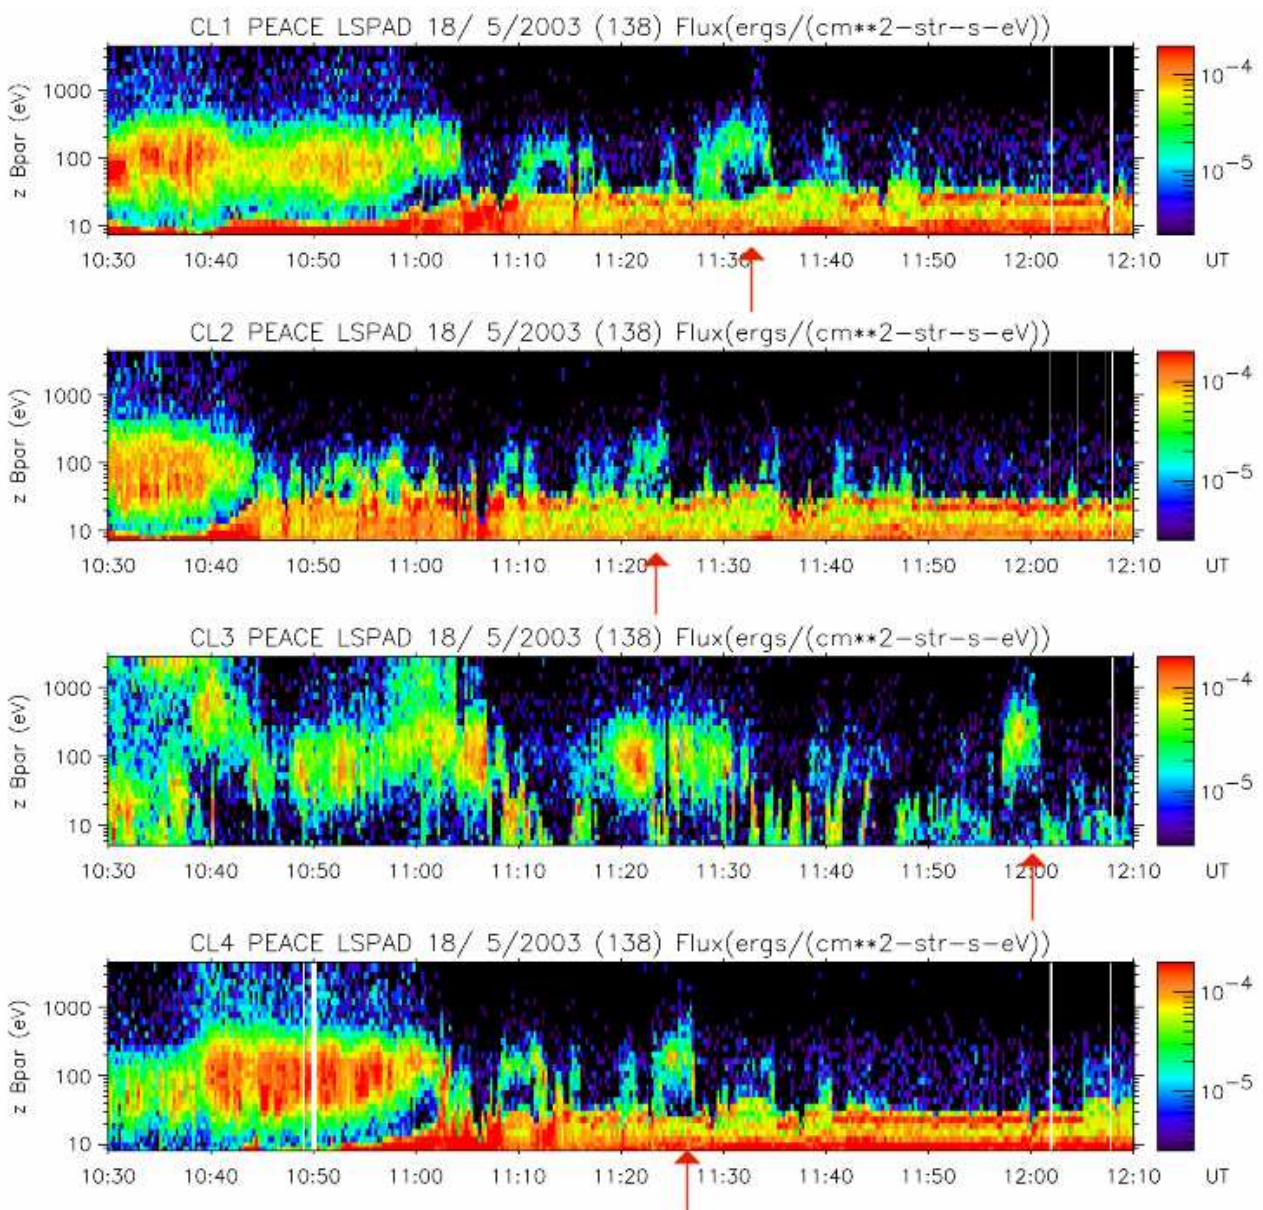 CL1 PEACE LSPAD 18/ 5/2003 (138) Flux(ergs/(cm**2-str-s-eV))
z Bpar (eV)
1000
100
10
10-4
10-5
10:30 10:40 10:50 11:00 11:10 11:20 11:30 11:40 11:50 12:00 12:10 UT
CL2 PEACE LSPAD 18/ 5/2003 (138) Flux(ergs/(cm**2-str-s-eV))
z Bpar (eV)
1000
100
10
10-4
10-5
10:30 10:40 10:50 11:00 11:10 11:20 11:30 11:40 11:50 12:00 12:10 UT
CL3 PEACE LSPAD 18/ 5/2003 (138) Flux(ergs/(cm**2-str-s-eV))
z Bpar (eV)
1000
100
10
10-4
10-5
10:30 10:40 10:50 11:00 11:10 11:20 11:30 11:40 11:50 12:00 12:10 UT
CL4 PEACE LSPAD 18/ 5/2003 (138) Flux(ergs/(cm**2-str-s-eV))
z Bpar (eV)
1000
100
10
10-4
10-5
10:30 10:40 10:50 11:00 11:10 11:20 11:30 11:40 11:50 12:00 12:10 UT